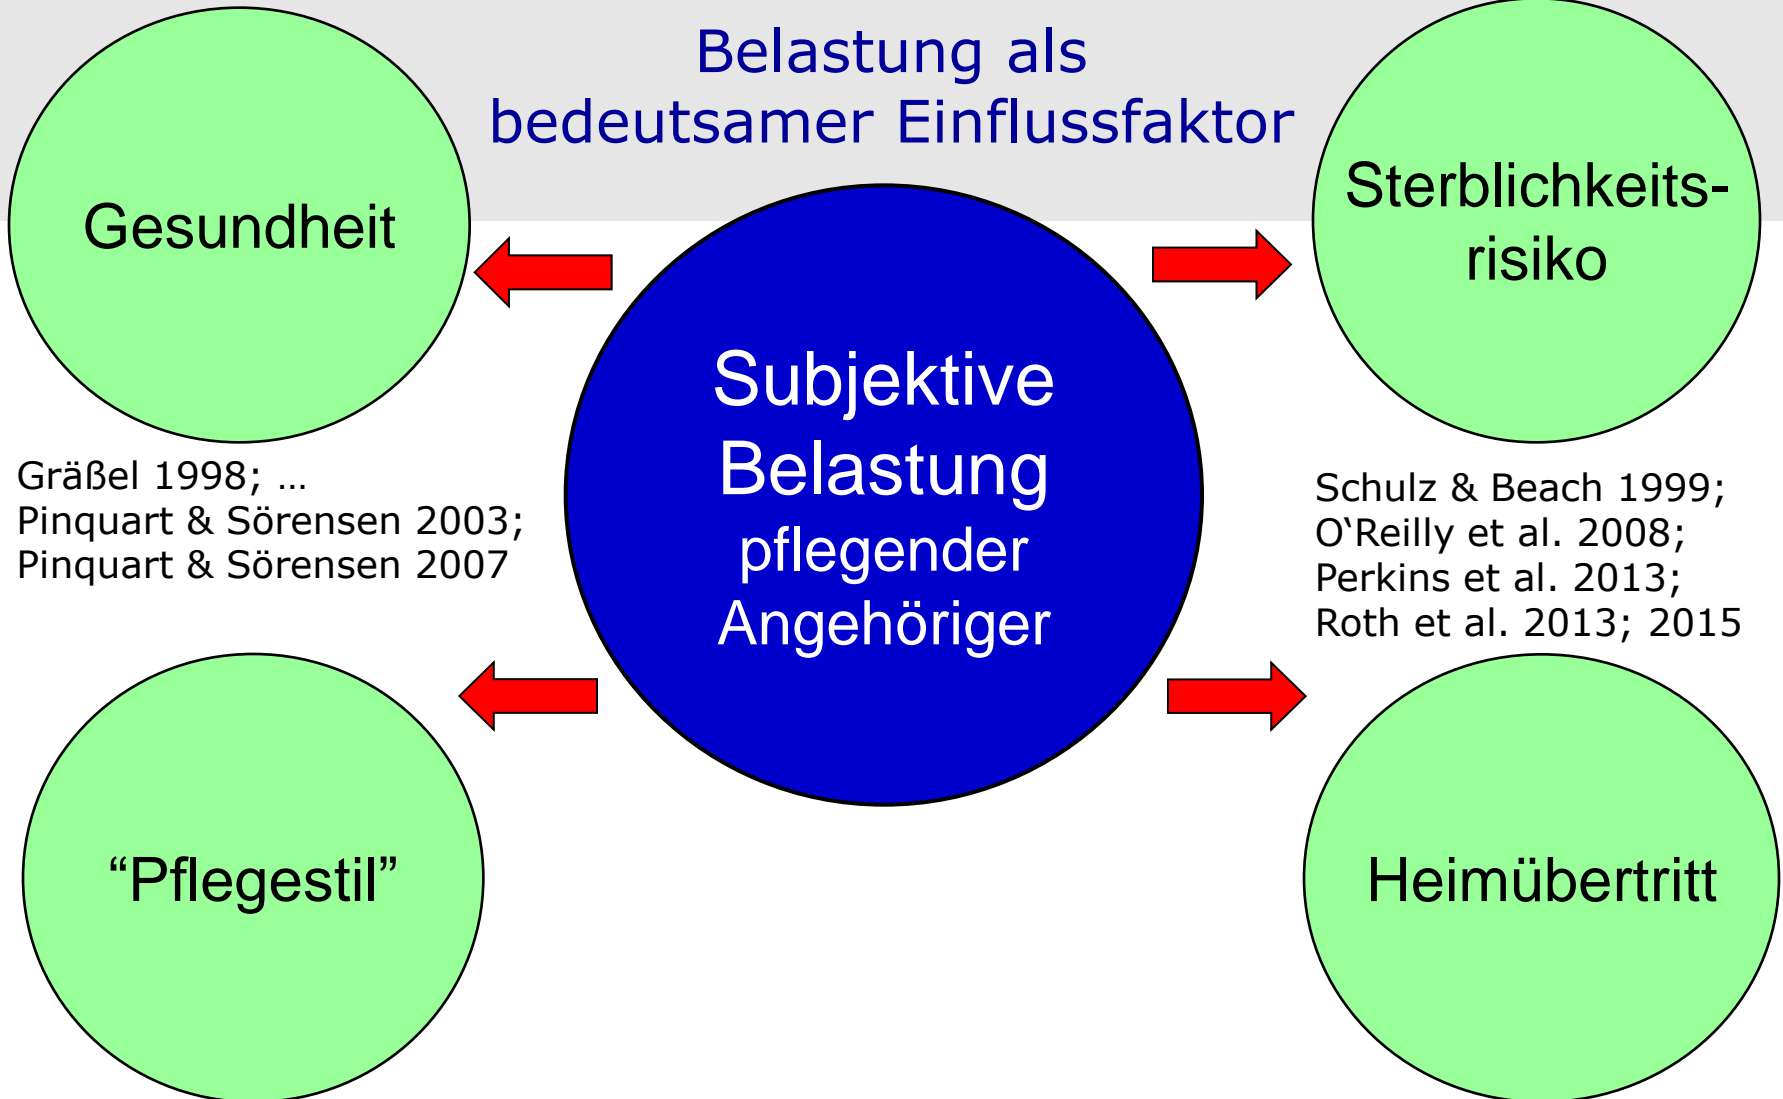 Belastung als
bedeutsamer Einflussfaktor
Gesundheit
Sterblichkeits-
risiko
Subjektive
Belastung
pflegender
Angehöriger
Gräßel 1998; …
Pinquart & Sörensen 2003;
Pinquart & Sörensen 2007
Schulz & Beach 1999;
O‘Reilly et al. 2008;
Perkins et al. 2013;
Roth et al. 2013; 2015
“Pflegestil”
Heimübertritt